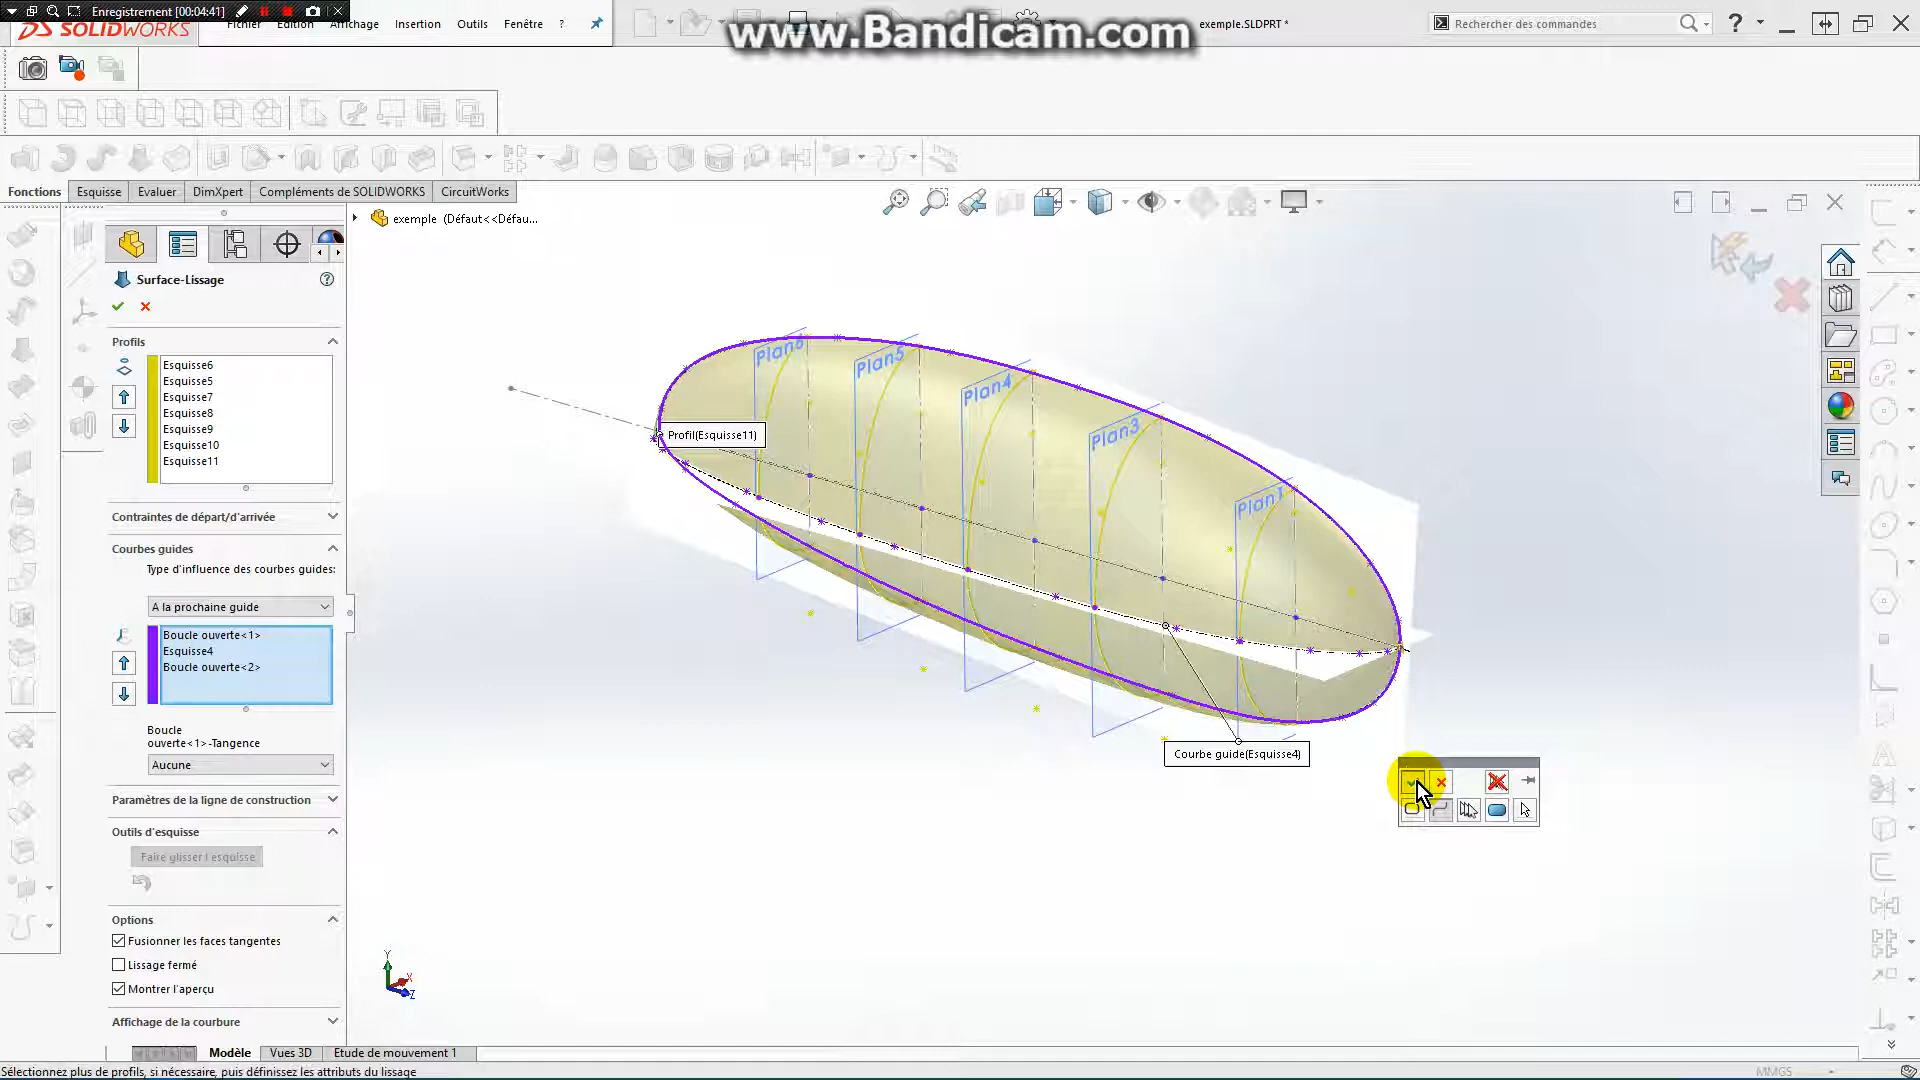 Enregistrement [00:04:41]
www.Bandicam.com
SOLIDWORKS
Fichier Edition Affichage Insertion Outils Fenêtre ?
exemple.SLDPRT *
Rechercher des commandes
Fonctions Esquisse Evaluer DimXpert Compléments de SOLIDWORKS CircuitWorks
exemple (Défaut<<Défau...
Surface-Lissage
Profils
Esquisse6
Esquisse5
Esquisse7
Esquisse8
Esquisse9
Esquisse10
Esquisse11
Contraintes de départ/d'arrivée
Courbes guides
Type d'influence des courbes guides:
A la prochaine guide
Boucle ouverte<1>
Esquisse4
Boucle ouverte<2>
Boucle
ouverte<1>-Tangence
Aucune
Paramètres de la ligne de construction
Outils d'esquisse
Faire glisser l'esquisse
Options
Fusionner les faces tangentes
Lissage fermé
Montrer l'aperçu
Affichage de la courbure
Plan6
Plan5
Plan4
Plan3
Plan1
Profil(Esquisse11)
Courbe guide(Esquisse4)
Y
X
Z
Modèle Vues 3D Etude de mouvement 1
Sélectionnez plus de profils, si nécessaire, puis définissez les attributs du lissage
MMGS